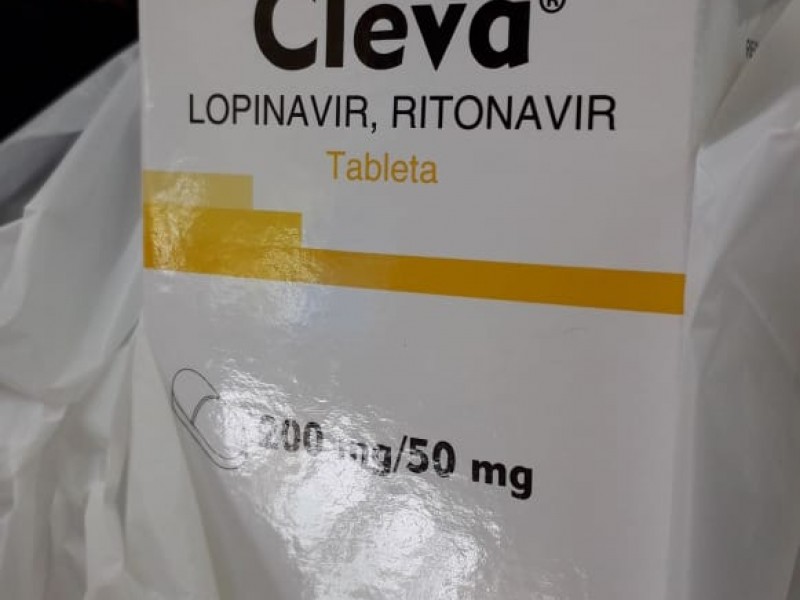 Cleva®
LOPINAVIR, RITONAVIR
Tableta
200 mg/50 mg